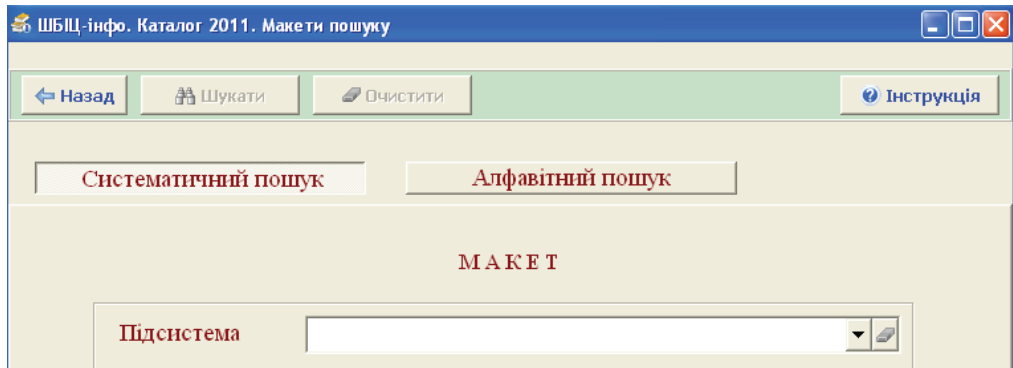 ШБІЦ-інфо. Каталог 2011. Макети пошуку
Назад Шукати Очистити Інструкція
Систематичний пошук Алфавітний пошук
МАКЕТ
Підсистема